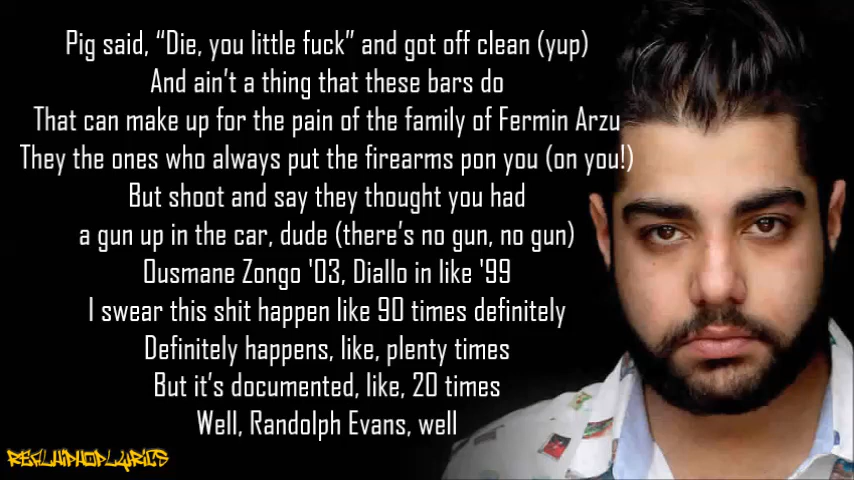 Pig said, “Die, you little fuck” and got off clean (yup)
And ain’t a thing that these bars do
That can make up for the pain of the family of Fermin Arzu
They the ones who always put the firearms pon you (on you!)
But shoot and say they thought you had
a gun up in the car, dude (there’s no gun, no gun)
Ousmane Zongo '03, Diallo in like '99
I swear this shit happen like 90 times definitely
Definitely happens, like, plenty times
But it’s documented, like, 20 times
Well, Randolph Evans, well
REALHIPHOPLYRICS